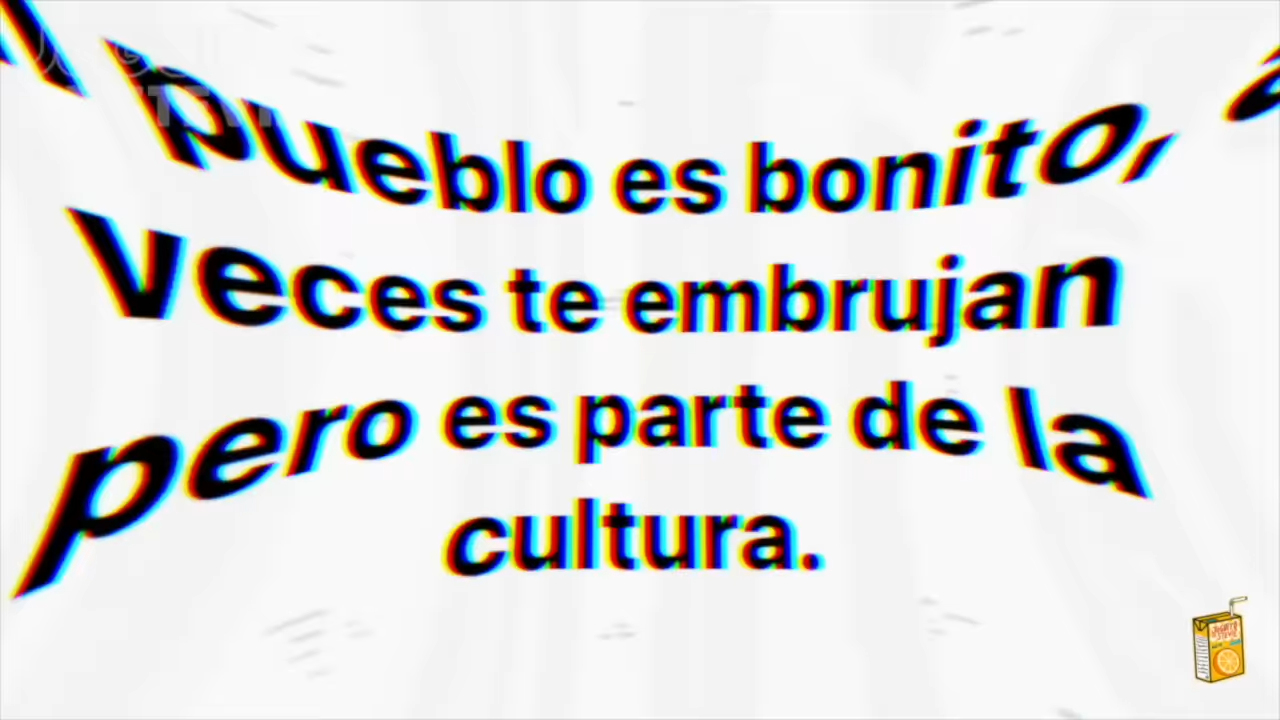 pueblo es bonito, a
veces te embrujan
pero es parte de la
cultura.